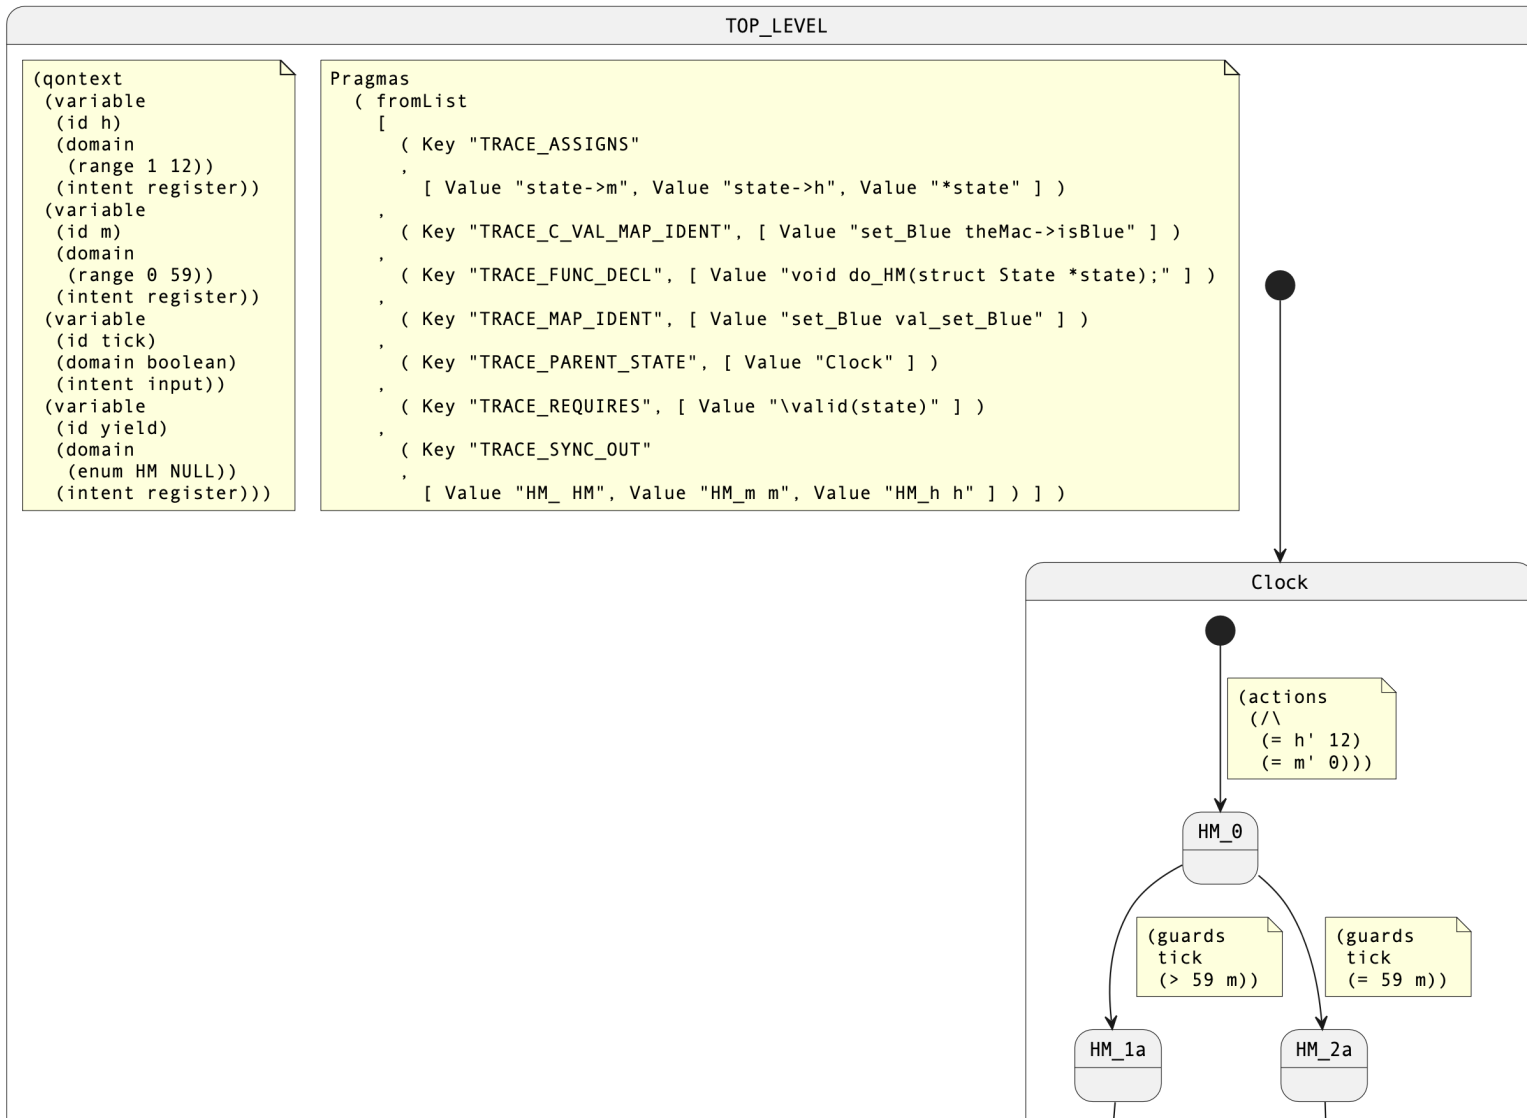 TOP_LEVEL
(qontext
 (variable
  (id h)
  (domain
   (range 1 12))
  (intent register))
 (variable
  (id m)
  (domain
   (range 0 59))
  (intent register))
 (variable
  (id tick)
  (domain boolean)
  (intent input))
 (variable
  (id yield)
  (domain
   (enum HM NULL))
  (intent register)))
Pragmas
  ( fromList
    [
      ( Key "TRACE_ASSIGNS"
      ,
        [ Value "state->m", Value "state->h", Value "*state" ] )
    ,
      ( Key "TRACE_C_VAL_MAP_IDENT", [ Value "set_Blue theMac->isBlue" ] )
    ,
      ( Key "TRACE_FUNC_DECL", [ Value "void do_HM(struct State *state);" ] )
    ,
      ( Key "TRACE_MAP_IDENT", [ Value "set_Blue val_set_Blue" ] )
    ,
      ( Key "TRACE_PARENT_STATE", [ Value "Clock" ] )
    ,
      ( Key "TRACE_REQUIRES", [ Value "\valid(state)" ] )
    ,
      ( Key "TRACE_SYNC_OUT"
      ,
        [ Value "HM_ HM", Value "HM_m m", Value "HM_h h" ] ) ] )
Clock
(actions
 (/\
  (= h' 12)
  (= m' 0)))
HM_0
(guards
 tick
 (> 59 m))
(guards
 tick
 (= 59 m))
HM_1a
HM_2a